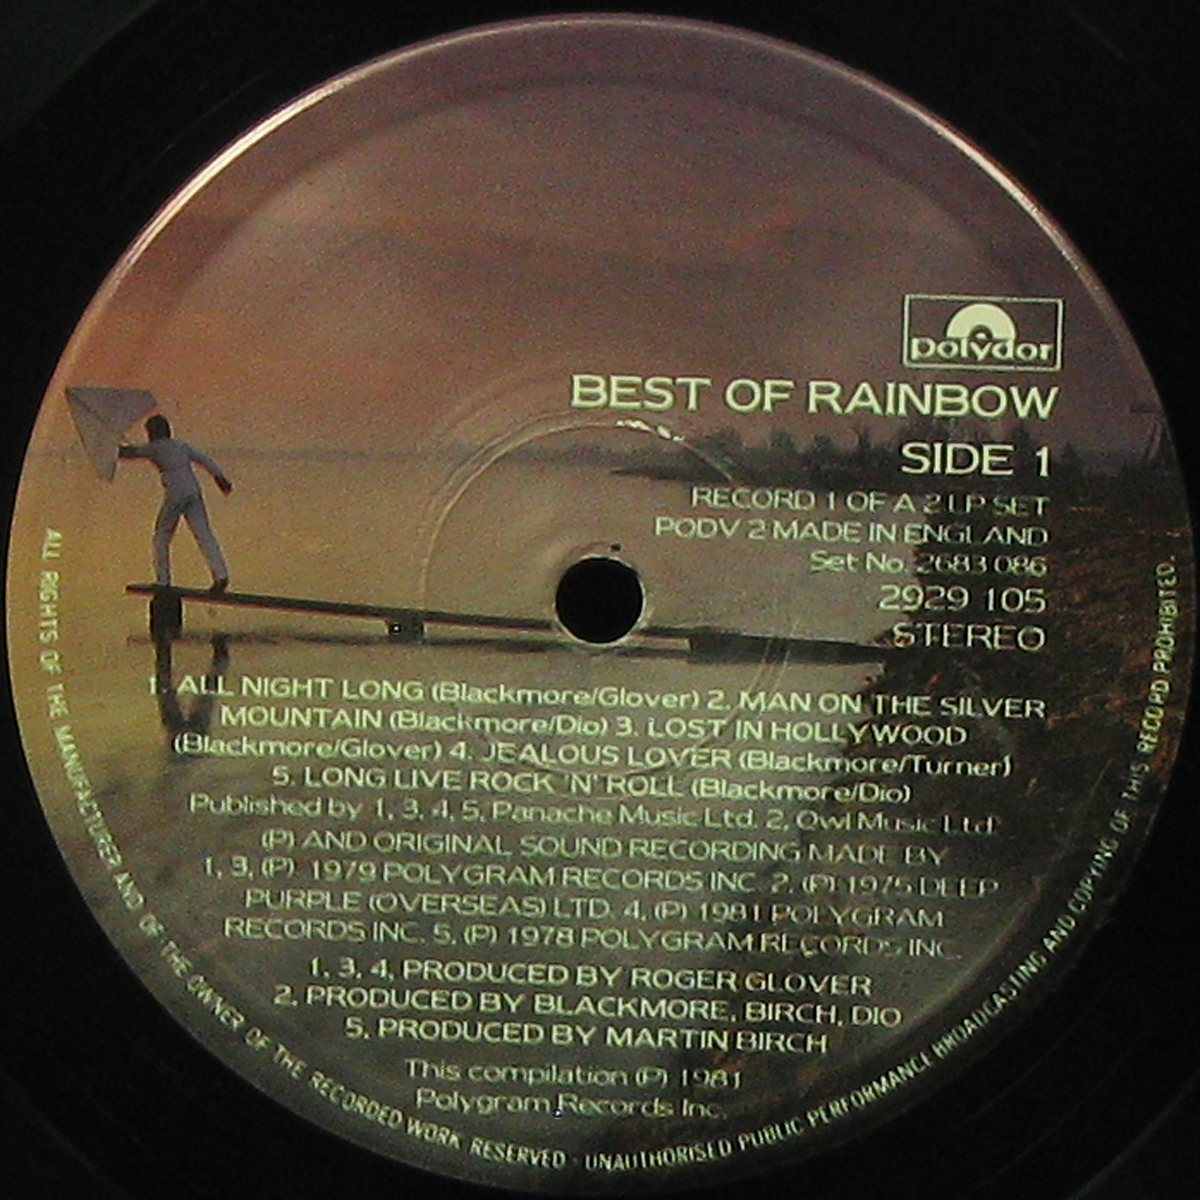 polydor
BEST OF RAINBOW
SIDE 1
RECORD 1 OF A 2 LP SET
PODV 2 MADE IN ENGLAND
Set No. 2683 086
2929 105
STEREO
1. ALL NIGHT LONG (Blackmore/Glover) 2. MAN ON THE SILVER
MOUNTAIN (Blackmore/Dio) 3. LOST IN HOLLYWOOD
(Blackmore/Glover) 4. JEALOUS LOVER (Blackmore/Turner)
5. LONG LIVE ROCK 'N' ROLL (Blackmore/Dio)
Published by 1, 3, 4, 5, Panache Music Ltd. 2, Owl Music Ltd
(P) AND ORIGINAL SOUND RECORDING MADE BY
1, 3, (P) 1979 POLYGRAM RECORDS INC. 2, (P) 1975 DEEP
PURPLE (OVERSEAS) LTD. 4, (P) 1981 POLYGRAM
RECORDS INC. 5, (P) 1978 POLYGRAM RECORDS INC.
1, 3, 4, PRODUCED BY ROGER GLOVER
2, PRODUCED BY BLACKMORE, BIRCH, DIO
5, PRODUCED BY MARTIN BIRCH
This compilation (P) 1981
Polygram Records Inc.
ALL RIGHTS OF THE MANUFACTURER AND OF THE OWNER OF THE RECORDED WORK RESERVED · UNAUTHORISED PUBLIC PERFORMANCE BROADCASTING AND COPYING OF THIS RECORD PROHIBITED.